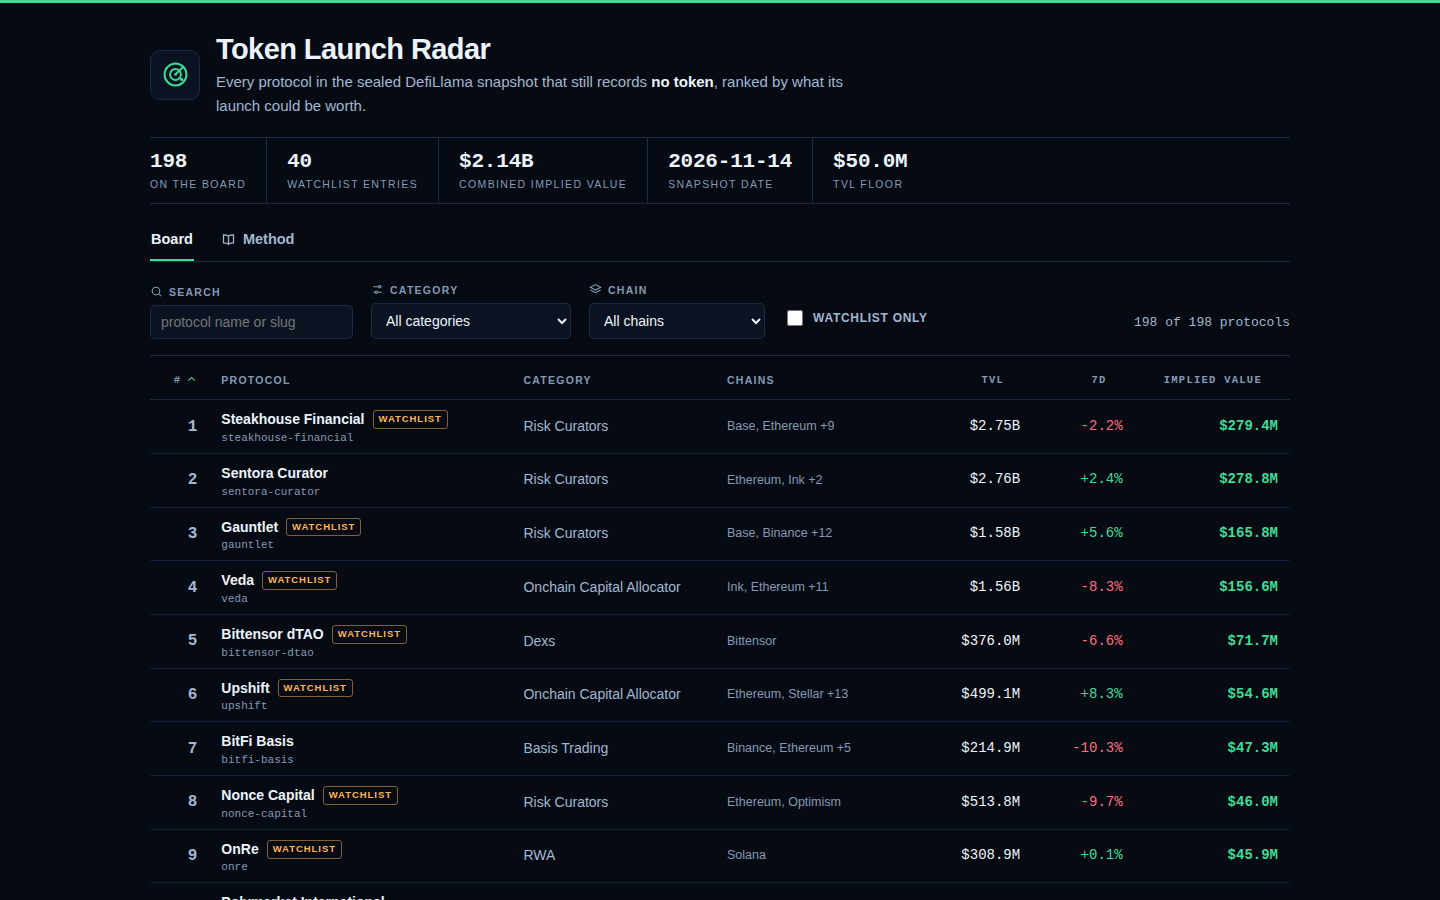 Token Launch Radar
Every protocol in the sealed DefiLlama snapshot that still records no token, ranked by what its
launch could be worth.
198
ON THE BOARD
40
WATCHLIST ENTRIES
$2.14B
COMBINED IMPLIED VALUE
2026-11-14
SNAPSHOT DATE
$50.0M
TVL FLOOR
Board
Method
SEARCH
protocol name or slug
CATEGORY
All categories
CHAIN
All chains
WATCHLIST ONLY
198 of 198 protocols
# PROTOCOL CATEGORY CHAINS TVL 7D IMPLIED VALUE
1 Steakhouse Financial WATCHLIST Risk Curators Base, Ethereum +9 $2.75B -2.2% $279.4M
steakhouse-financial
2 Sentora Curator Risk Curators Ethereum, Ink +2 $2.76B +2.4% $278.8M
sentora-curator
3 Gauntlet WATCHLIST Risk Curators Base, Binance +12 $1.58B +5.6% $165.8M
gauntlet
4 Veda WATCHLIST Onchain Capital Allocator Ink, Ethereum +11 $1.56B -8.3% $156.6M
veda
5 Bittensor dTAO WATCHLIST Dexs Bittensor $376.0M -6.6% $71.7M
bittensor-dtao
6 Upshift WATCHLIST Onchain Capital Allocator Ethereum, Stellar +13 $499.1M +8.3% $54.6M
upshift
7 BitFi Basis Basis Trading Binance, Ethereum +5 $214.9M -10.3% $47.3M
bitfi-basis
8 Nonce Capital WATCHLIST Risk Curators Ethereum, Optimism $513.8M -9.7% $46.0M
nonce-capital
9 OnRe WATCHLIST RWA Solana $308.9M +0.1% $45.9M
onre
Polymarket International